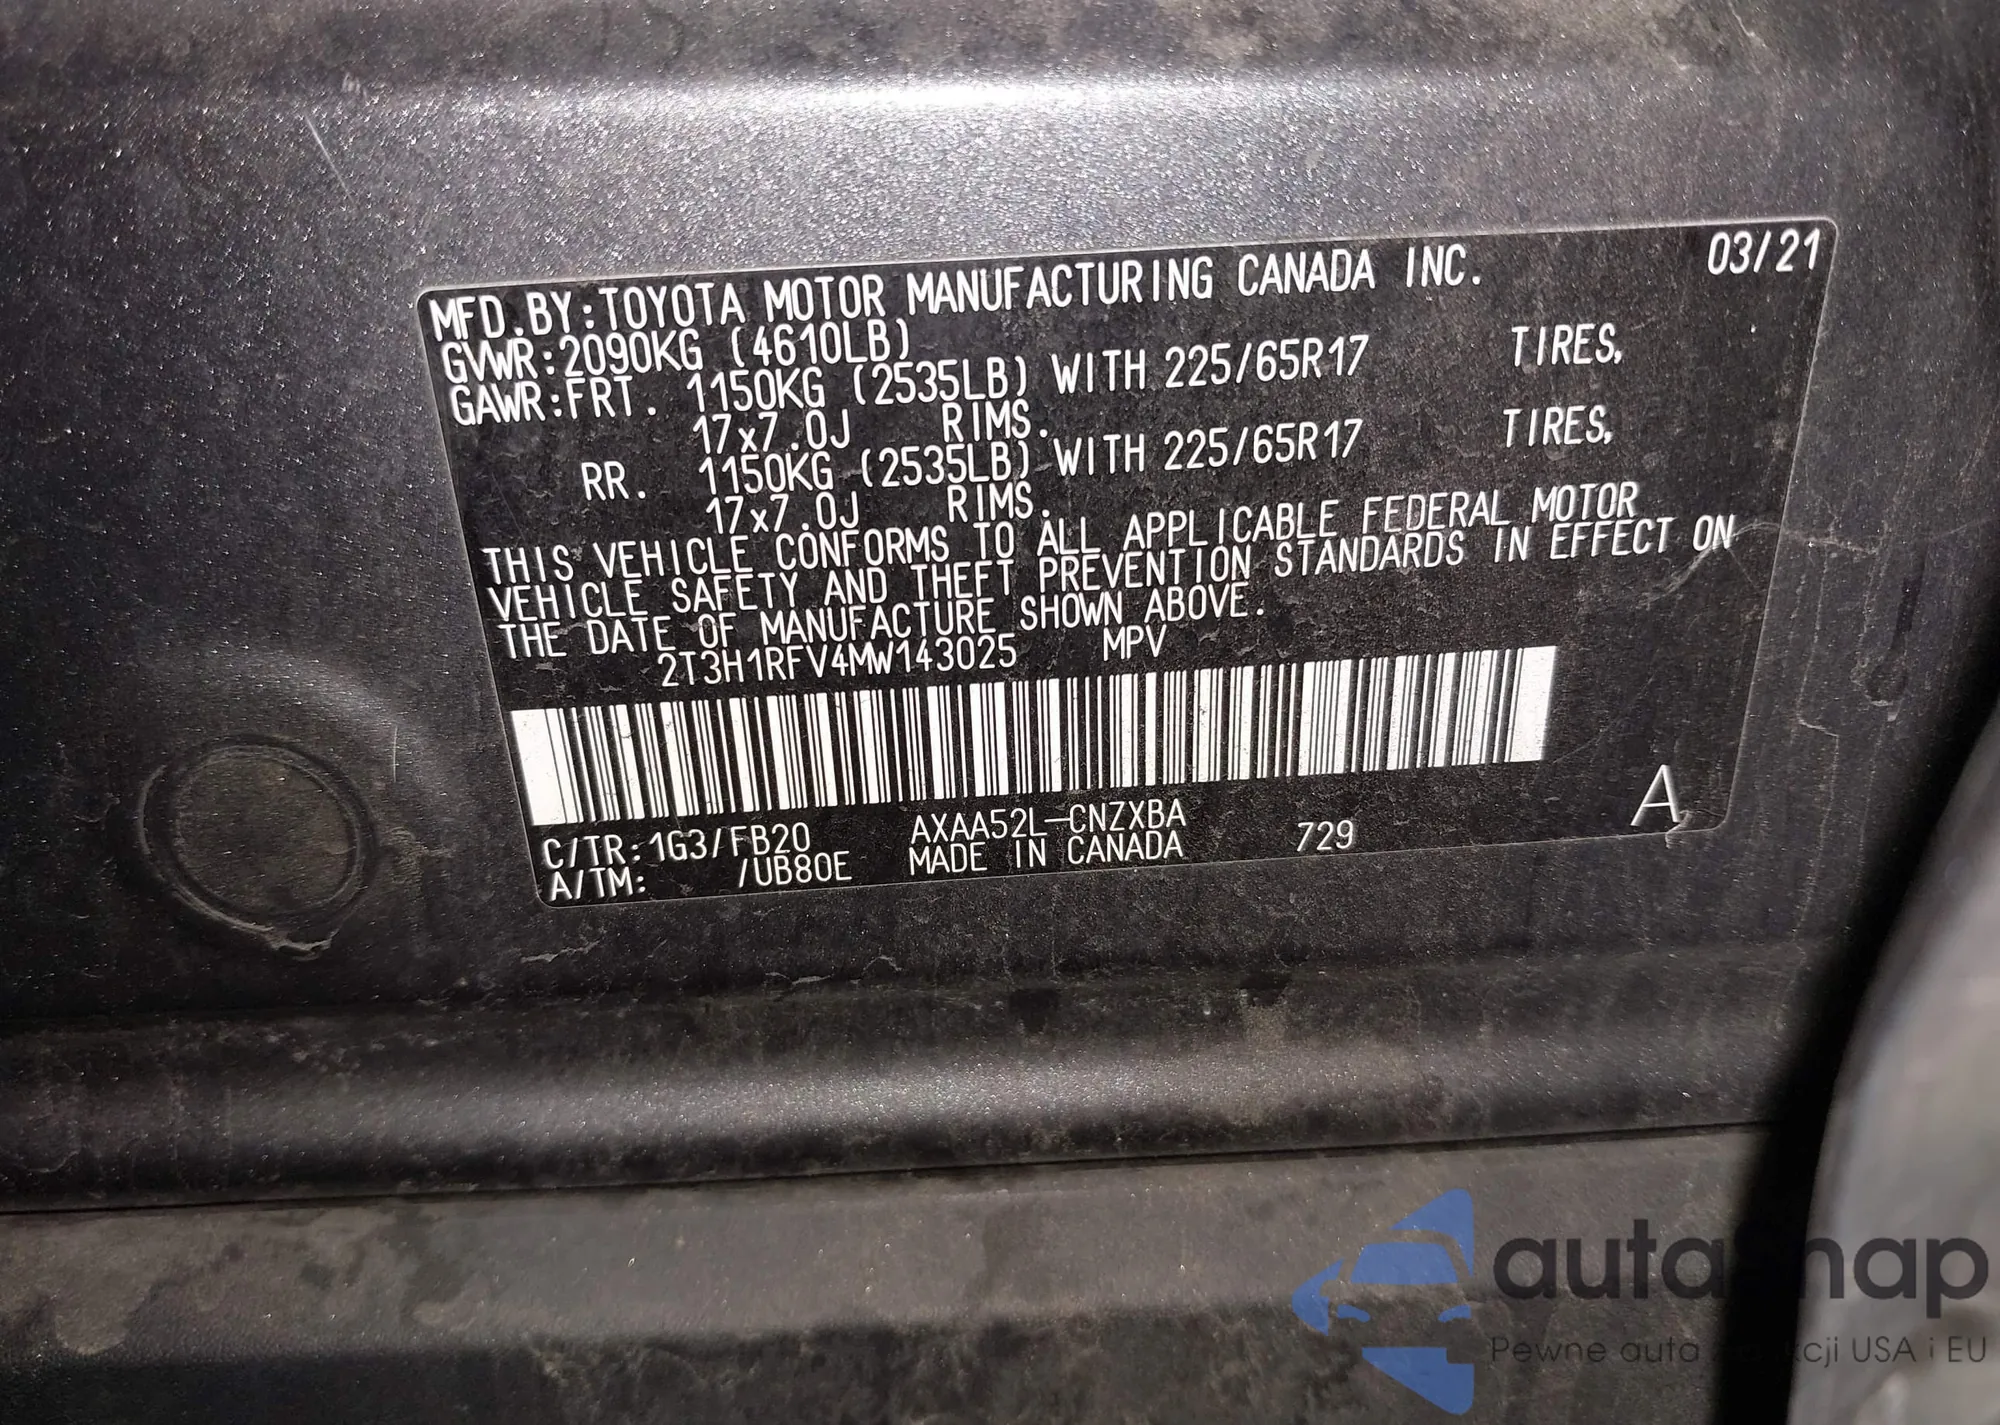 MFD.BY:TOYOTA MOTOR MANUFACTURING CANADA INC. 03/21
GVWR:2090KG (4610LB)
GAWR:FRT. 1150KG (2535LB) WITH 225/65R17 TIRES,
17x7.0J RIMS.
RR. 1150KG (2535LB) WITH 225/65R17 TIRES,
17x7.0J RIMS.
THIS VEHICLE CONFORMS TO ALL APPLICABLE FEDERAL MOTOR
VEHICLE SAFETY AND THEFT PREVENTION STANDARDS IN EFFECT ON
THE DATE OF MANUFACTURE SHOWN ABOVE.
2T3H1RFV4MW143025 MPV
C/TR:1G3/FB20 AXAA52L-CNZXBA 729 A
A/TM: /UB80E MADE IN CANADA
Pewne auta USA i EU